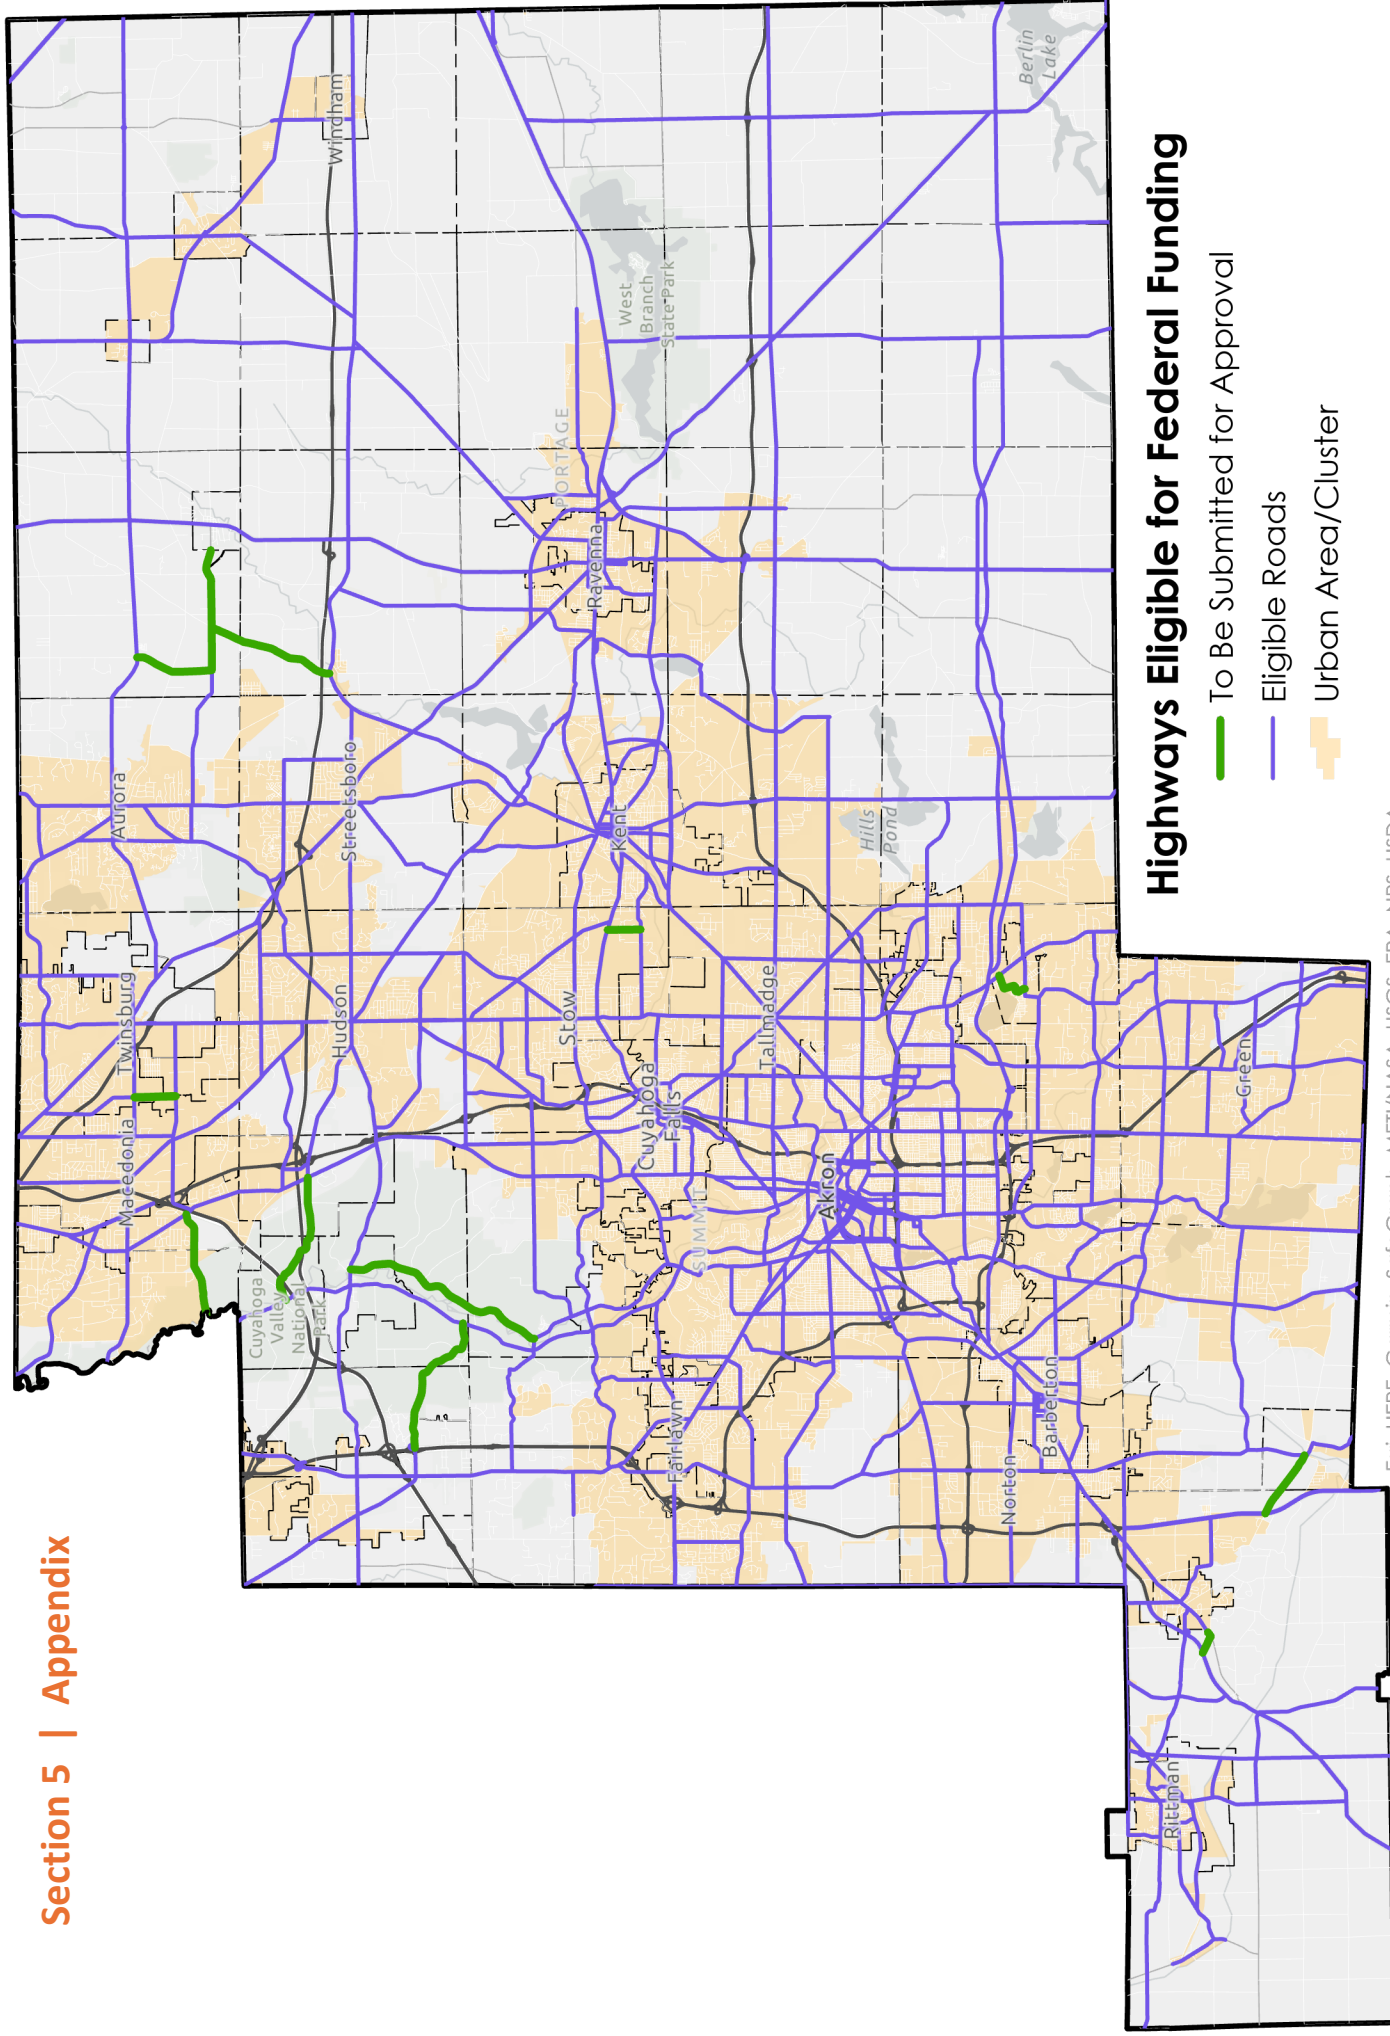 Section 5 | Appendix
Macedonia
Twinsburg
Aurora
Windham
Cuyahoga
Valley
National
Park
Hudson
Streetsboro
Stow
Kent
Ravenna
PORTAGE
West
Branch
State Park
Berlin
Lake
Cuyahoga
Falls
Fairlawn
SUMMIT
Tallmadge
Akron
Hills
Pond
Norton
Barberton
Green
Rittman
Highways Eligible for Federal Funding
To Be Submitted for Approval
Eligible Roads
Urban Area/Cluster